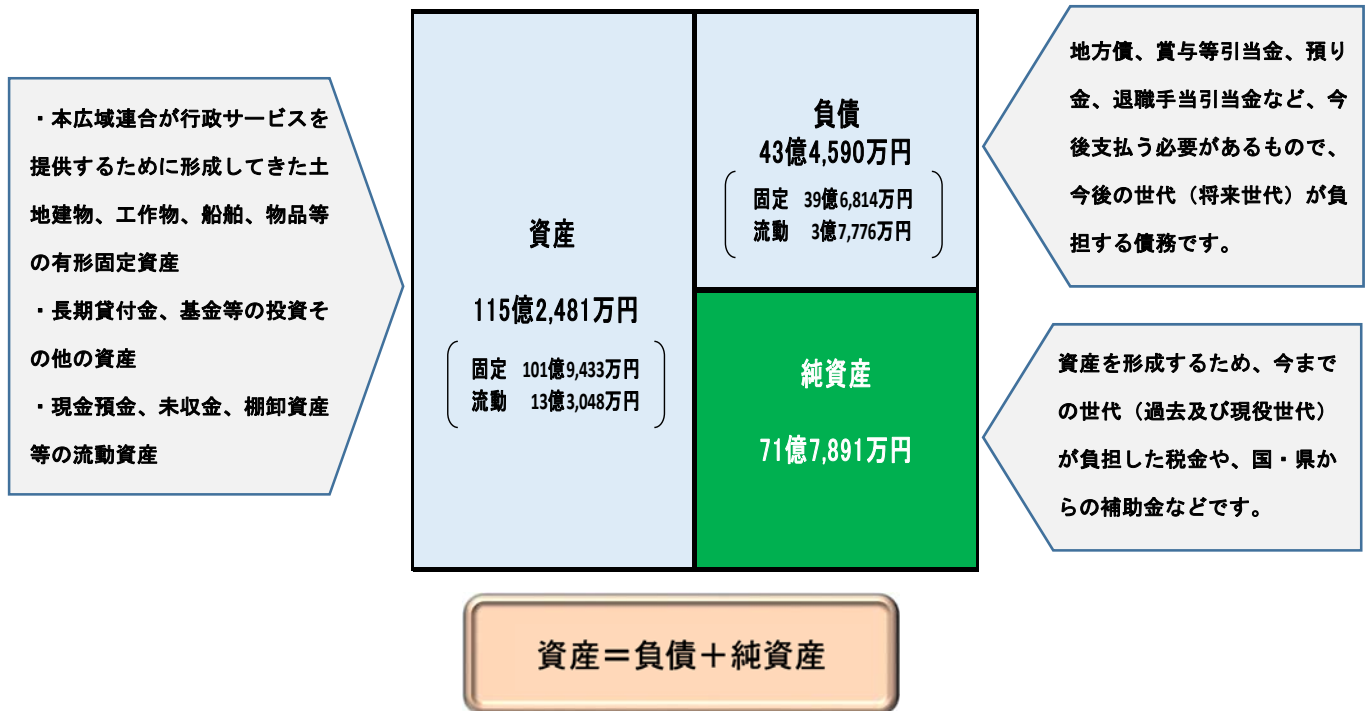 ・本広域連合が行政サービスを
提供するために形成してきた土
地建物、工作物、船舶、物品等
の有形固定資産
・長期貸付金、基金等の投資そ
の他の資産
・現金預金、未収金、棚卸資産
等の流動資産
資産
115億2,481万円
固定 101億9,433万円
流動 13億3,048万円
負債
43億4,590万円
固定 39億6,814万円
流動 3億7,776万円
純資産
71億7,891万円
地方債、賞与等引当金、預り
金、退職手当引当金など、今
後支払う必要があるもので、
今後の世代（将来世代）が負
担する債務です。
資産を形成するため、今まで
の世代（過去及び現役世代）
が負担した税金や、国・県か
らの補助金などです。
資産＝負債＋純資産